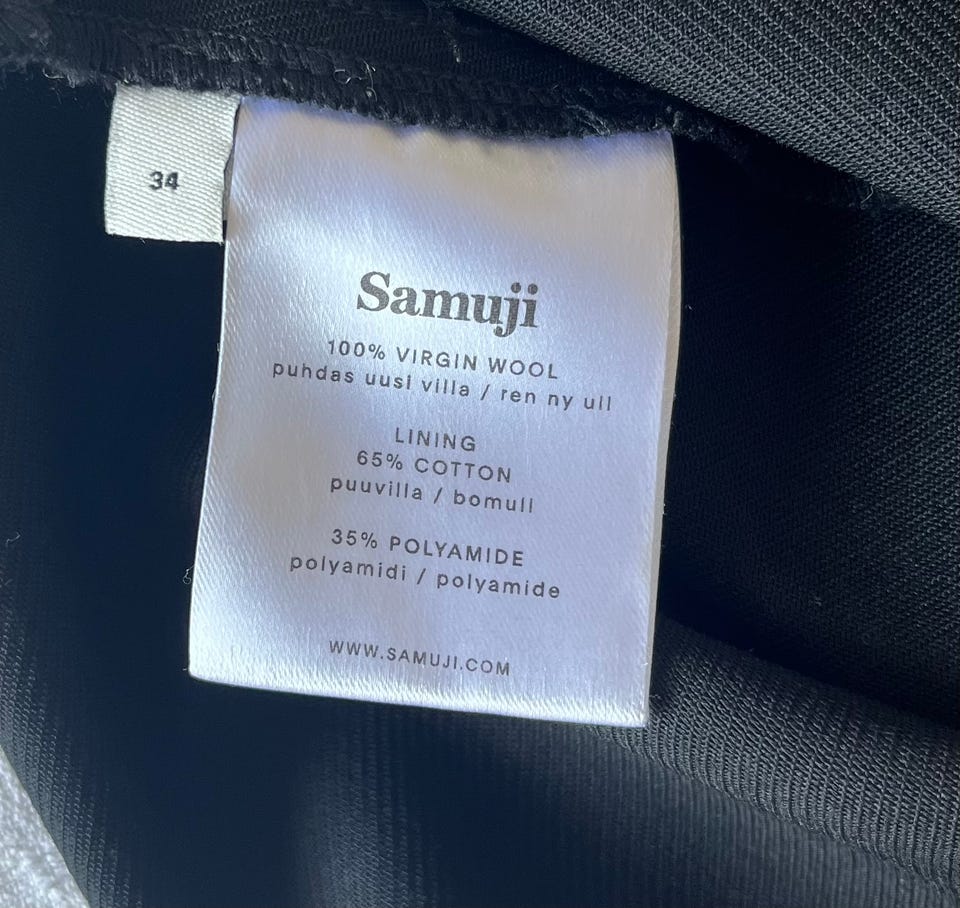 34
Samuji
100% VIRGIN WOOL
puhdas uusi villa / ren ny ull
LINING
65% COTTON
puuvilla / bomull
35% POLYAMIDE
polyamidi / polyamide
WWW.SAMUJI.COM